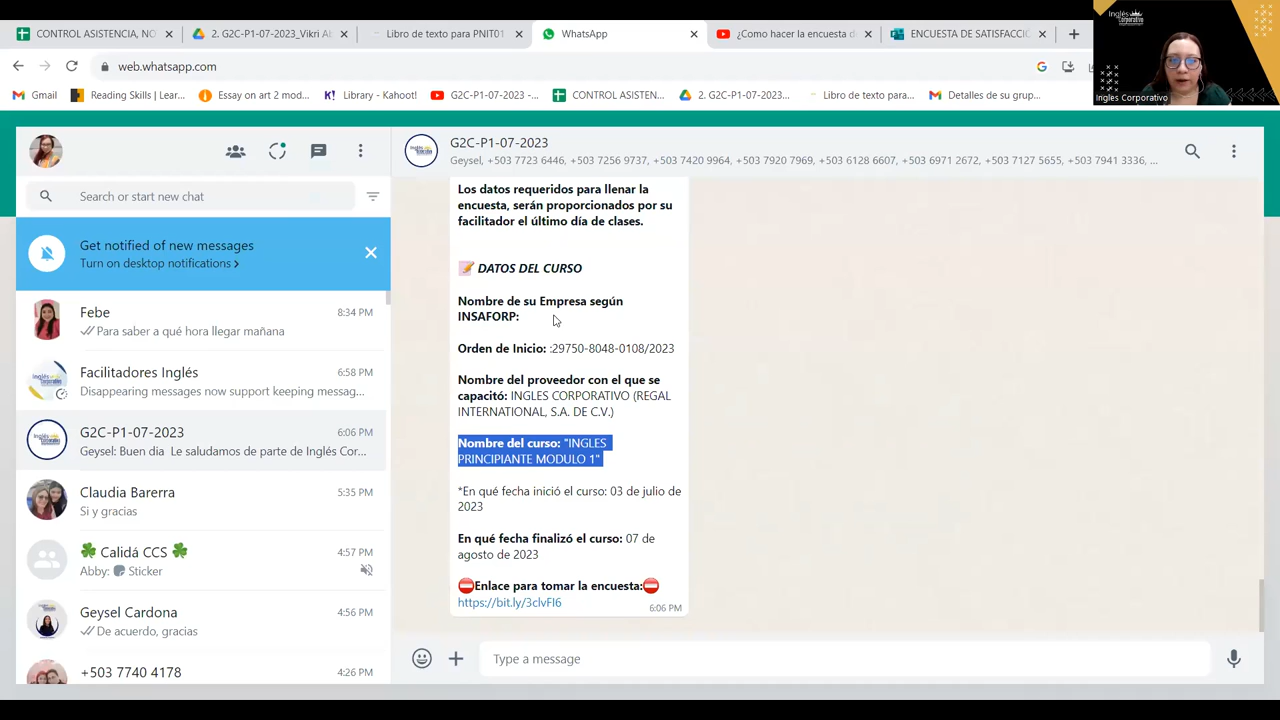 CONTROL ASISTENCIA, NO
2. G2C-P1-07-2023_Vikri Al
Libro de texto para PNIT01
WhatsApp
¿Como hacer la encuesta d
ENCUESTA DE SATISFACCI
web.whatsapp.com
Gmail
Reading Skills | Lear...
Essay on art 2 mod...
Library - Kahoot!
G2C-P1-07-2023 -...
CONTROL ASISTEN...
2. G2C-P1-07-2023...
Libro de texto para...
Detalles de su grup...
Inglés
Corporativo
Ingles Corporativo
G2C-P1-07-2023
Geysel, +503 7723 6446, +503 7256 9737, +503 7420 9964, +503 7920 7969, +503 6128 6607, +503 6971 2672, +503 7127 5655, +503 7941 3336, ...
Search or start new chat
Get notified of new messages
Turn on desktop notifications >
Febe
8:34 PM
Para saber a qué hora llegar mañana
Facilitadores Inglés
6:58 PM
Disappearing messages now support keeping messag...
G2C-P1-07-2023
6:06 PM
Geysel: Buen dia Le saludamos de parte de Inglés Cor...
Claudia Barerra
5:35 PM
Si y gracias
Calidá CCS
4:57 PM
Abby: Sticker
Geysel Cardona
4:56 PM
De acuerdo, gracias
+503 7740 4178
4:26 PM
Los datos requeridos para llenar la
encuesta, serán proporcionados por su
facilitador el último día de clases.
DATOS DEL CURSO
Nombre de su Empresa según
INSAFORP:
Orden de Inicio: :29750-8048-0108/2023
Nombre del proveedor con el que se
capacitó: INGLES CORPORATIVO (REGAL
INTERNATIONAL, S.A. DE C.V.)
Nombre del curso: "INGLES
PRINCIPIANTE MODULO 1"
*En qué fecha inició el curso: 03 de julio de
2023
En qué fecha finalizó el curso: 07 de
agosto de 2023
Enlace para tomar la encuesta:
https://bit.ly/3clvFI6
6:06 PM
Type a message